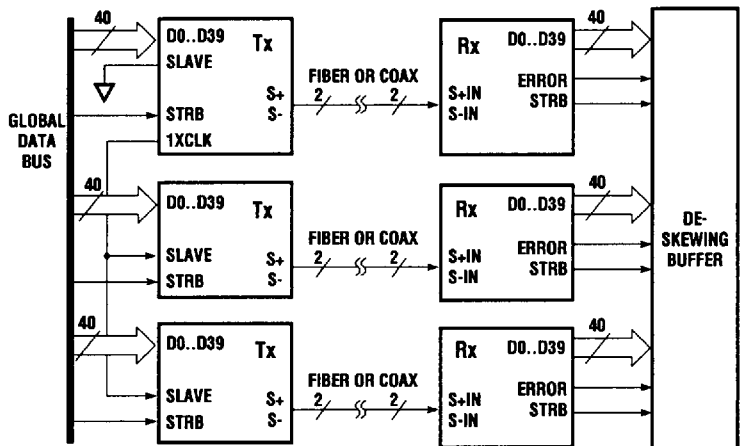 GLOBAL
DATA
BUS
40
D0..D39
Tx
SLAVE
STRB
1XCLK
S+
S-
FIBER OR COAX
2
2
Rx
S+IN
S-IN
D0..D39
ERROR
STRB
40
40
D0..D39
Tx
SLAVE
STRB
S+
S-
FIBER OR COAX
2
2
Rx
S+IN
S-IN
D0..D39
ERROR
STRB
40
40
D0..D39
Tx
SLAVE
STRB
S+
S-
FIBER OR COAX
2
2
Rx
S+IN
S-IN
D0..D39
ERROR
STRB
40
DE-
SKEWING
BUFFER